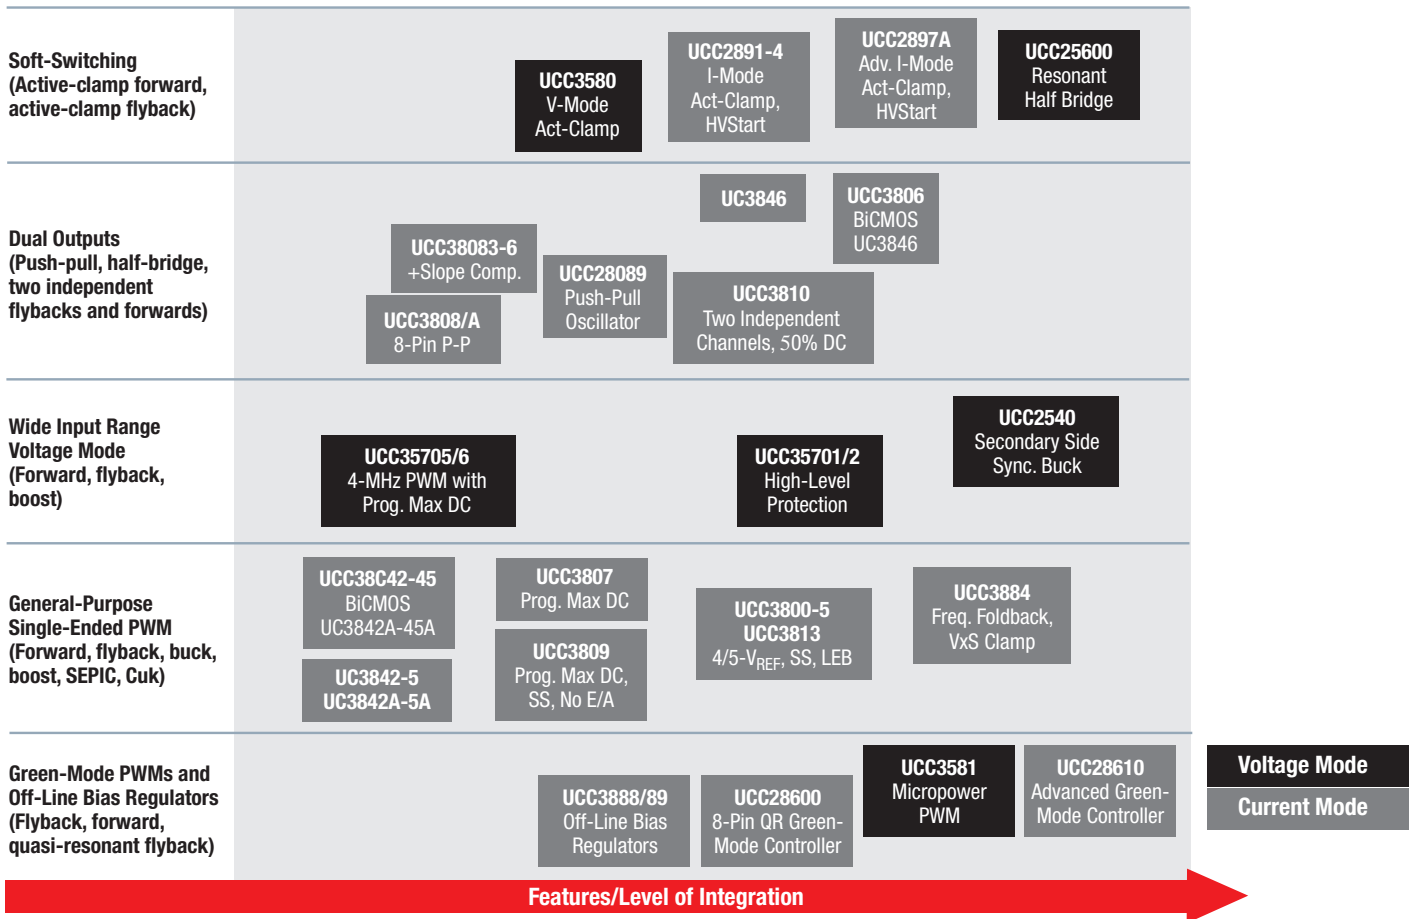 Soft-Switching
(Active-clamp forward,
active-clamp flyback)
UCC3580
V-Mode
Act-Clamp
UCC2891-4
I-Mode
Act-Clamp,
HVStart
UCC2897A
Adv. I-Mode
Act-Clamp,
HVStart
UCC25600
Resonant
Half Bridge
Dual Outputs
(Push-pull, half-bridge,
two independent
flybacks and forwards)
UCC38083-6
+Slope Comp.
UCC3808/A
8-Pin P-P
UCC28089
Push-Pull
Oscillator
UC3846
UCC3806
BiCMOS
UC3846
UCC3810
Two Independent
Channels, 50% DC
Wide Input Range
Voltage Mode
(Forward, flyback,
boost)
UCC35705/6
4-MHz PWM with
Prog. Max DC
UCC35701/2
High-Level
Protection
UCC2540
Secondary Side
Sync. Buck
General-Purpose
Single-Ended PWM
(Forward, flyback, buck,
boost, SEPIC, Cuk)
UCC38C42-45
BiCMOS
UC3842A-45A
UC3842-5
UC3842A-5A
UCC3807
Prog. Max DC
UCC3809
Prog. Max DC,
SS, No E/A
UCC3800-5
UCC3813
4/5-VREF, SS, LEB
UCC3884
Freq. Foldback,
VxS Clamp
Green-Mode PWMs and
Off-Line Bias Regulators
(Flyback, forward,
quasi-resonant flyback)
UCC3888/89
Off-Line Bias
Regulators
UCC28600
8-Pin QR Green-
Mode Controller
UCC3581
Micropower
PWM
UCC28610
Advanced Green-
Mode Controller
Voltage Mode
Current Mode
Features/Level of Integration